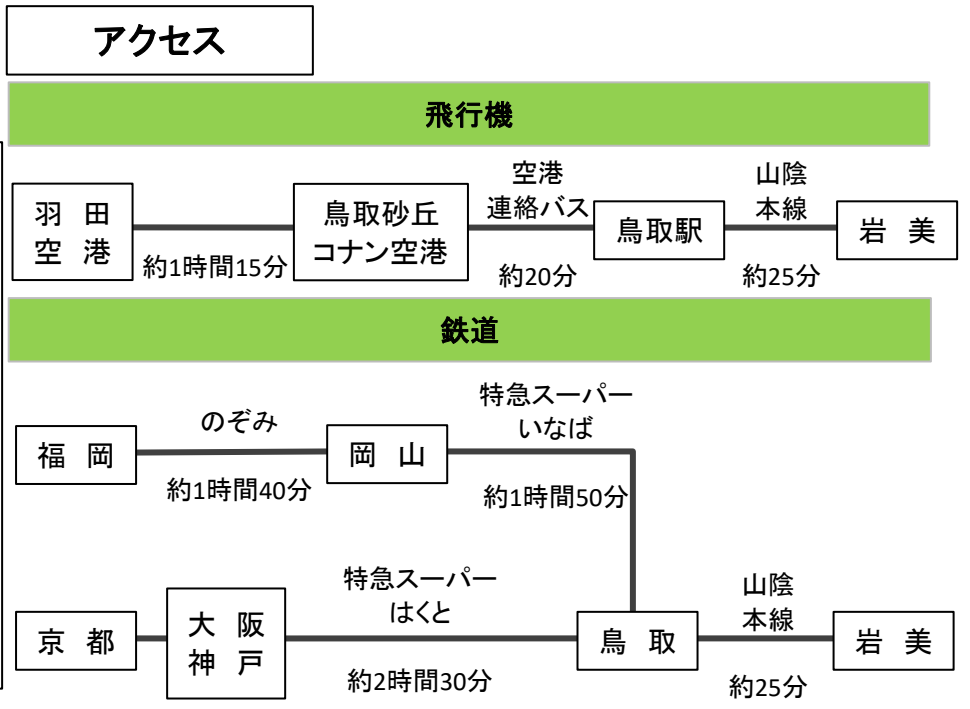 アクセス
飛行機
羽 田
空 港
約1時間15分
鳥取砂丘
コナン空港
空港
連絡バス
約20分
鳥取駅
山陰
本線
約25分
岩 美
鉄道
福 岡
のぞみ
約1時間40分
岡 山
特急スーパー
いなば
約1時間50分
京 都
大 阪
神 戸
特急スーパー
はくと
約2時間30分
鳥 取
山陰
本線
約25分
岩 美